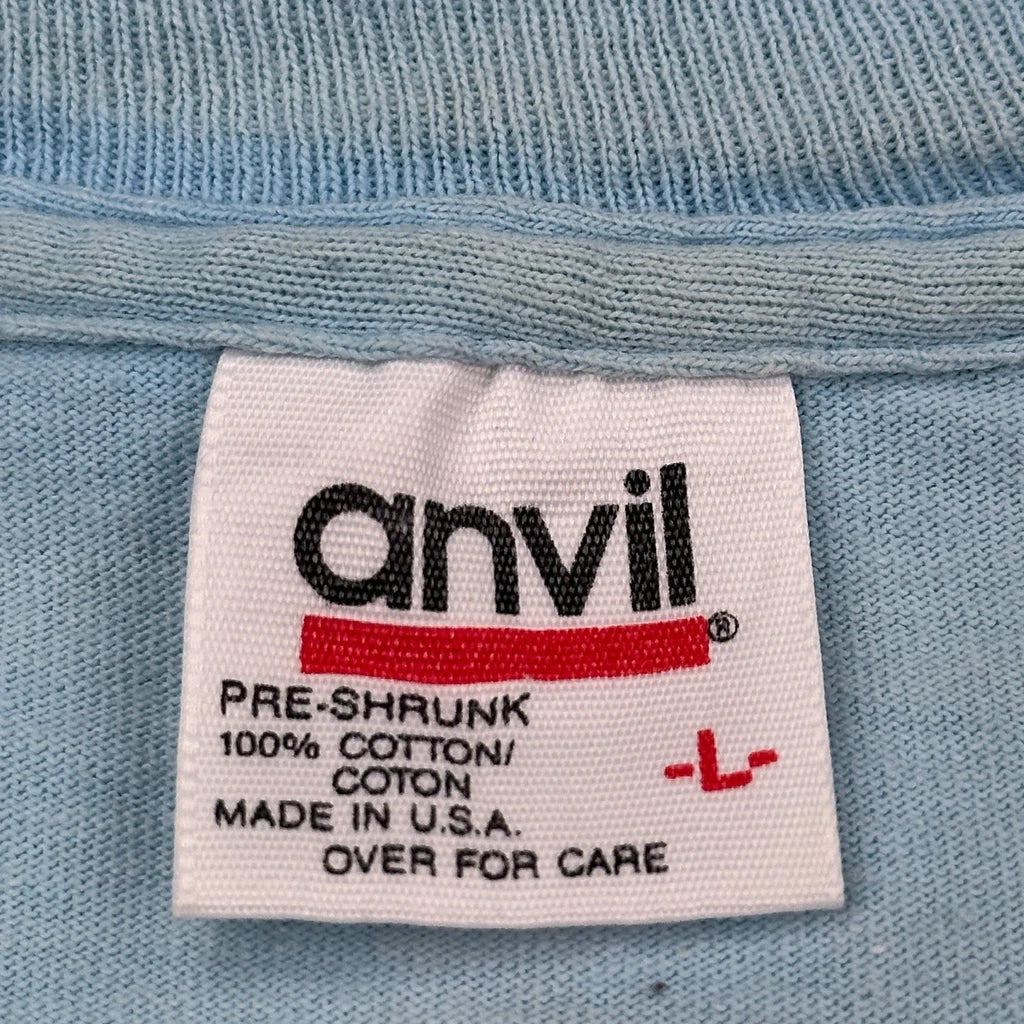 anvil®
PRE-SHRUNK
100% COTTON/
COTON
-L-
MADE IN U.S.A.
OVER FOR CARE